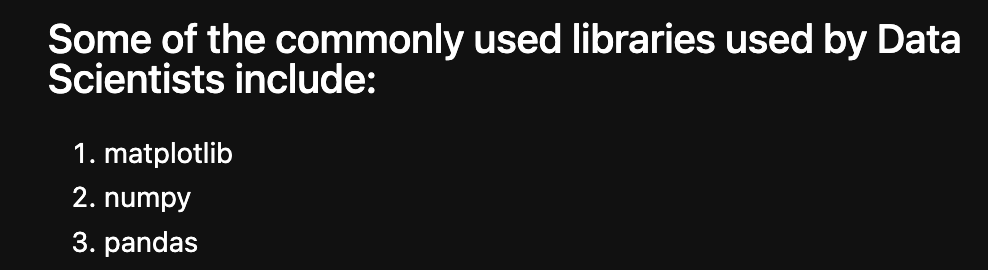 Some of the commonly used libraries used by Data
Scientists include:
1. matplotlib
2. numpy
3. pandas